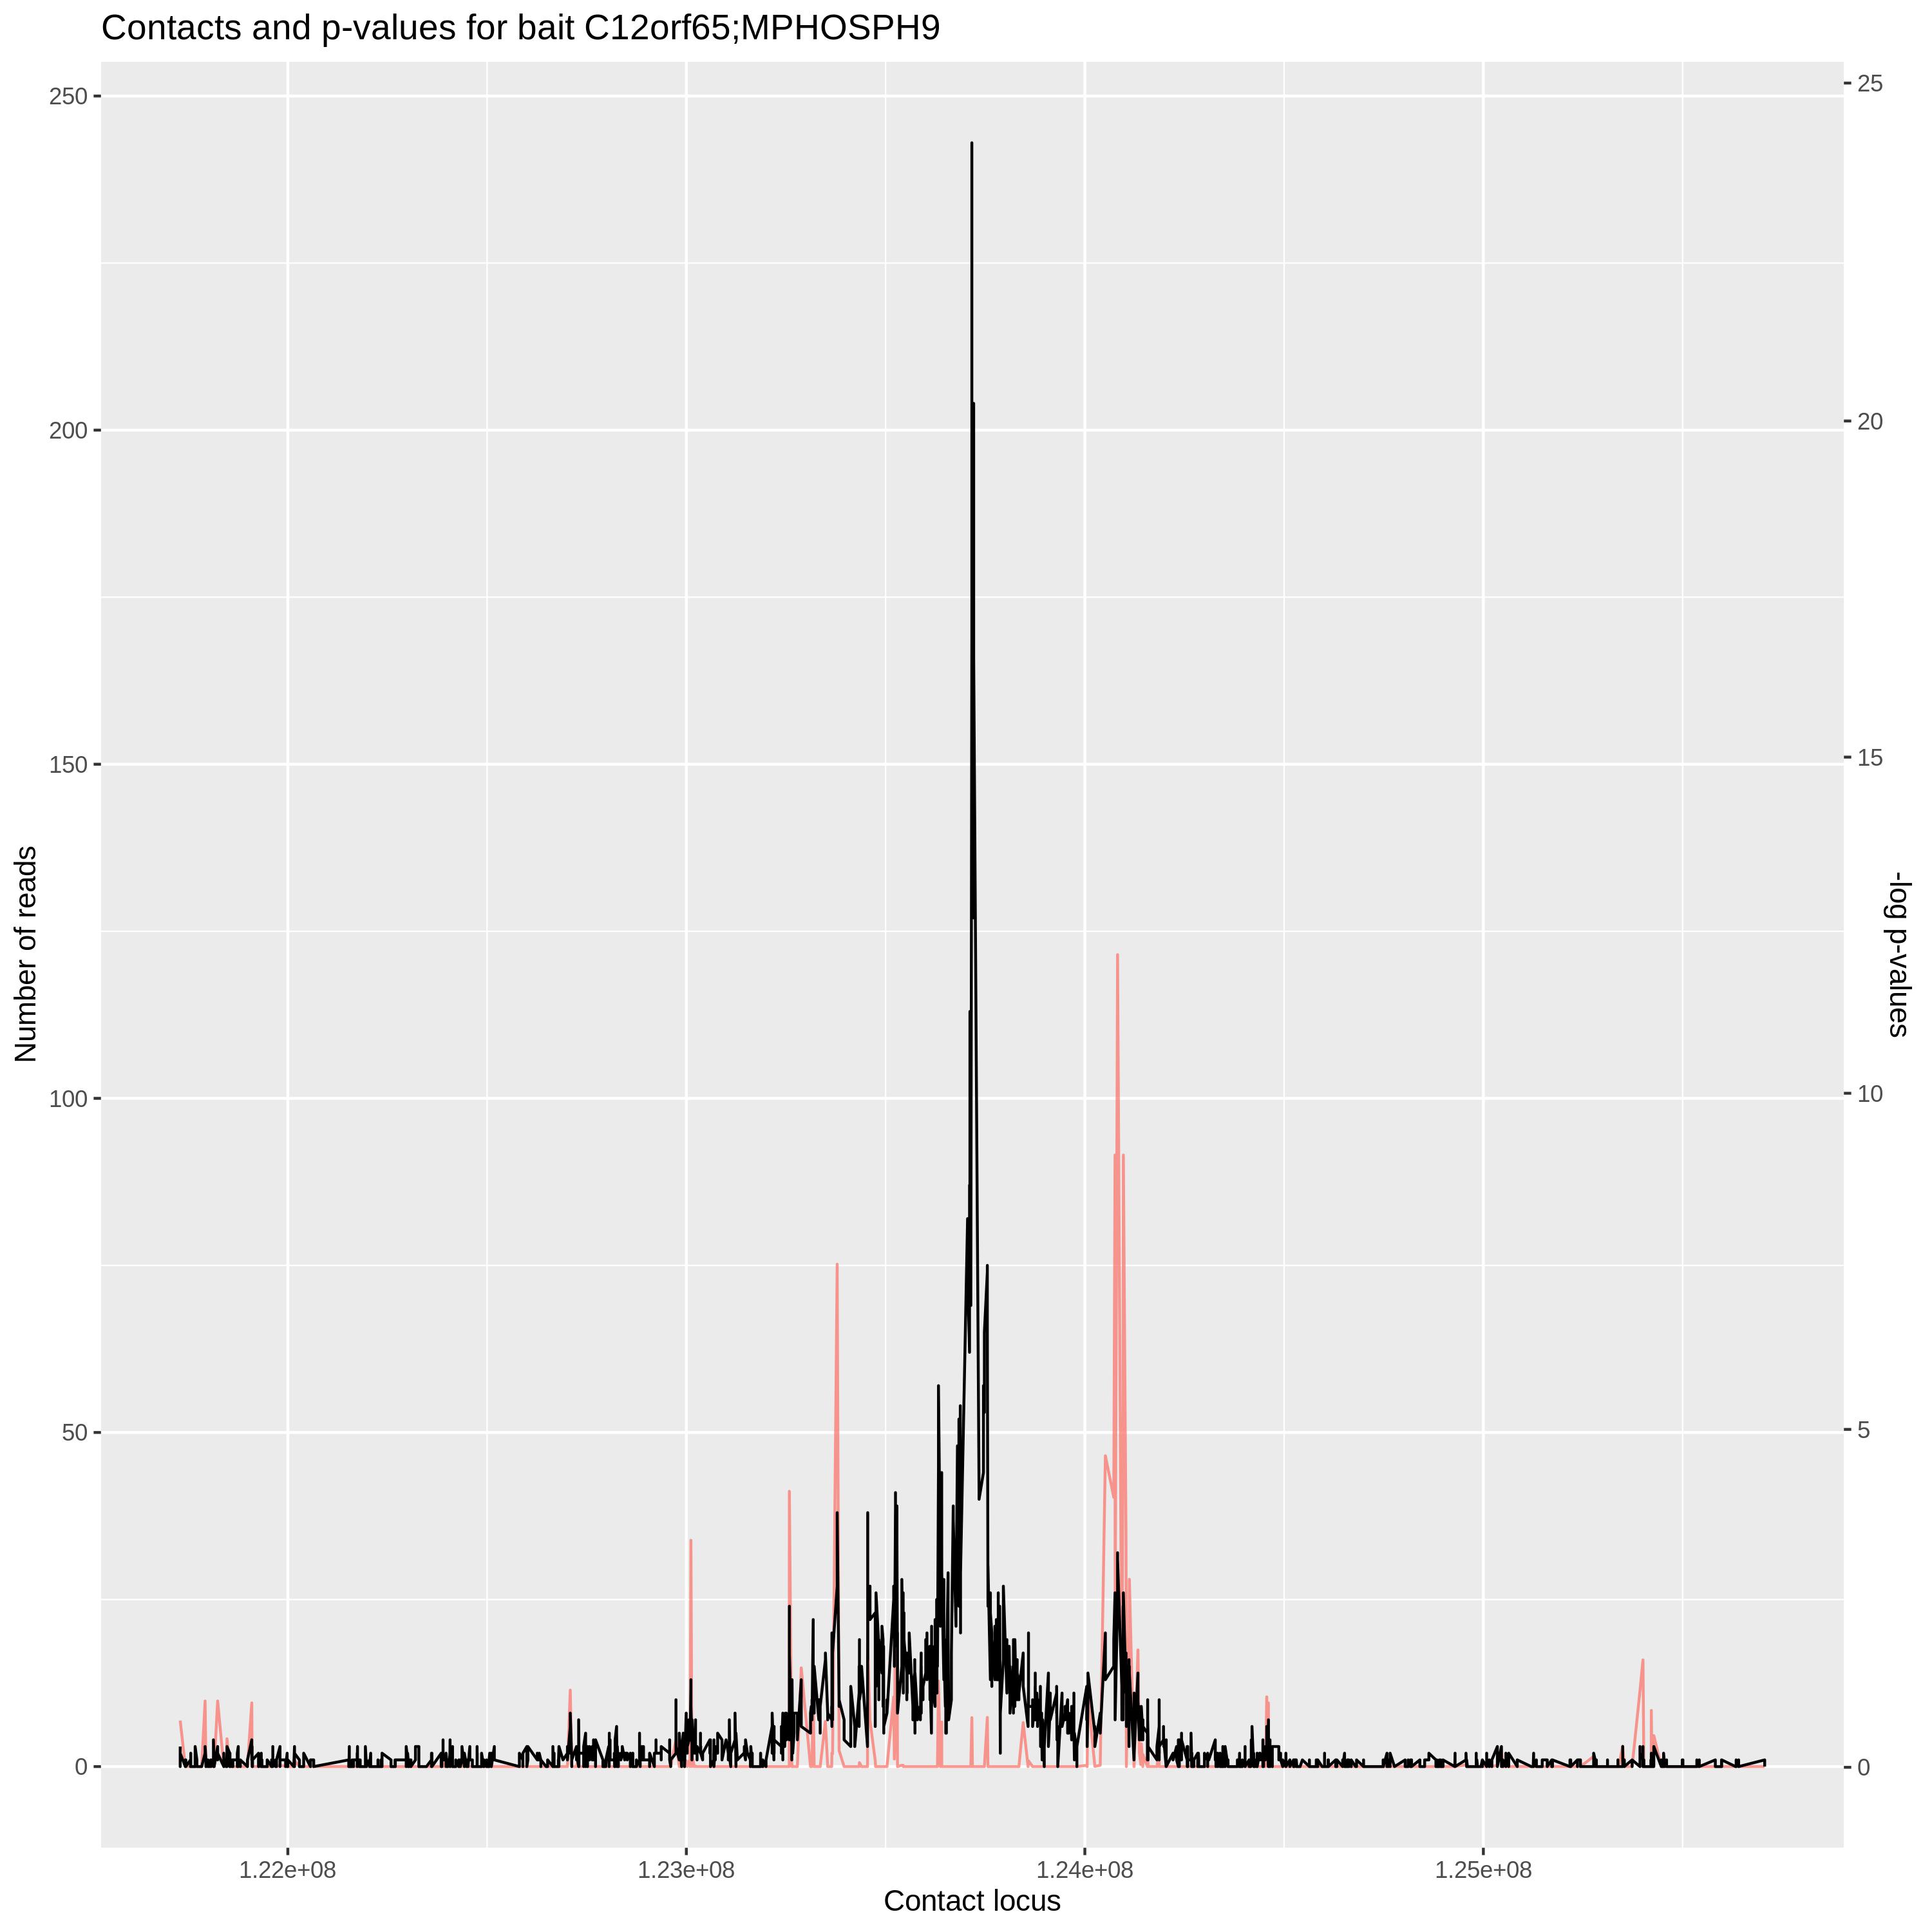 Contacts and p-values for bait C12orf65;MPHOSPH9
250
200
150
100
50
0
Number of reads
25
20
15
10
5
0
-log p-values
1.22e+08
1.23e+08
1.24e+08
1.25e+08
Contact locus